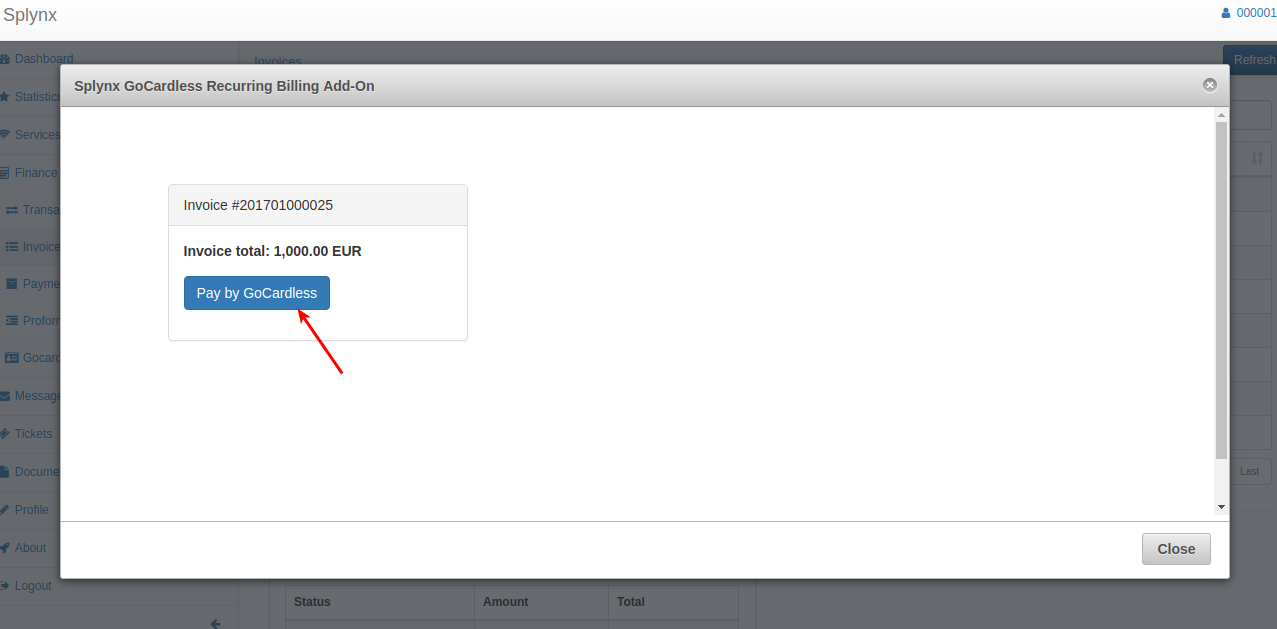 Splynx
000001
Dashboard
Invoices
Refresh
Splynx GoCardless Recurring Billing Add-On
Statistics
Services
Finance
Transa
Invoice
Payme
Proforr
Gocard
Message
Tickets
Docume
Profile
About
Logout
Invoice #201701000025
Invoice total: 1,000.00 EUR
Pay by GoCardless
Last
Close
Status Amount Total